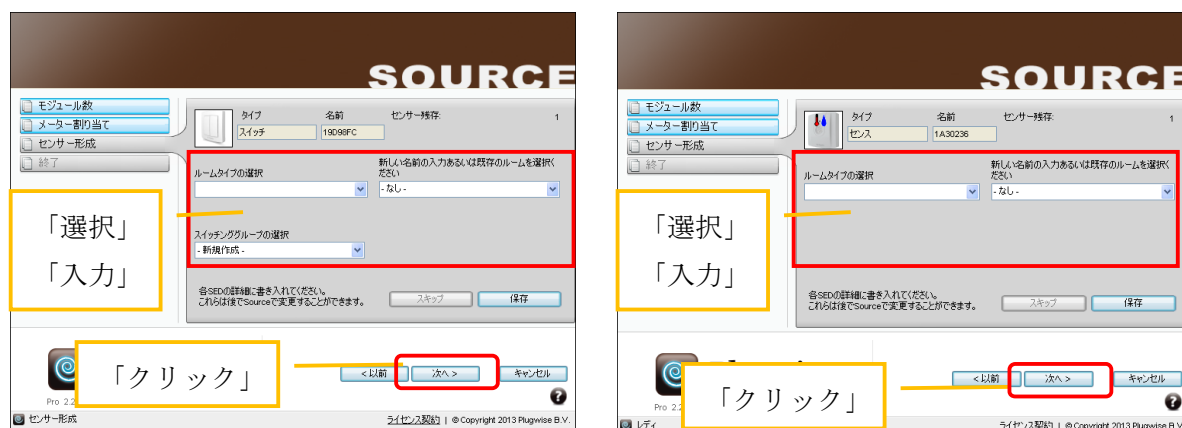 SOURCE
モジュール数
メーター割り当て
センサー形成
終了
タイプ
名前
センサー残存:
1
スイッチ
19D98FC
ルームタイプの選択
新しい名前の入力あるいは既存のルームを選択く
ださい
- なし -
スイッチンググループの選択
- 新規作成 -
各SEDの詳細に書き入れてください。
これらは後でSourceで変更することができます。
スキップ
保存
「選択」
「入力」
「クリック」
< 以前
次へ >
キャンセル
Pro 2.2
センサー形成
ライセンス契約 | © Copyright 2013 Plugwise B.V.
SOURCE
モジュール数
メーター割り当て
センサー形成
終了
タイプ
名前
センサー残存:
1
センス
1A30236
ルームタイプの選択
新しい名前の入力あるいは既存のルームを選択く
ださい
- なし -
各SEDの詳細に書き入れてください。
これらは後でSourceで変更することができます。
スキップ
保存
「選択」
「入力」
「クリック」
< 以前
次へ >
キャンセル
Pro 2.2
レディ
ライセンス契約 | © Copyright 2013 Plugwise B.V.